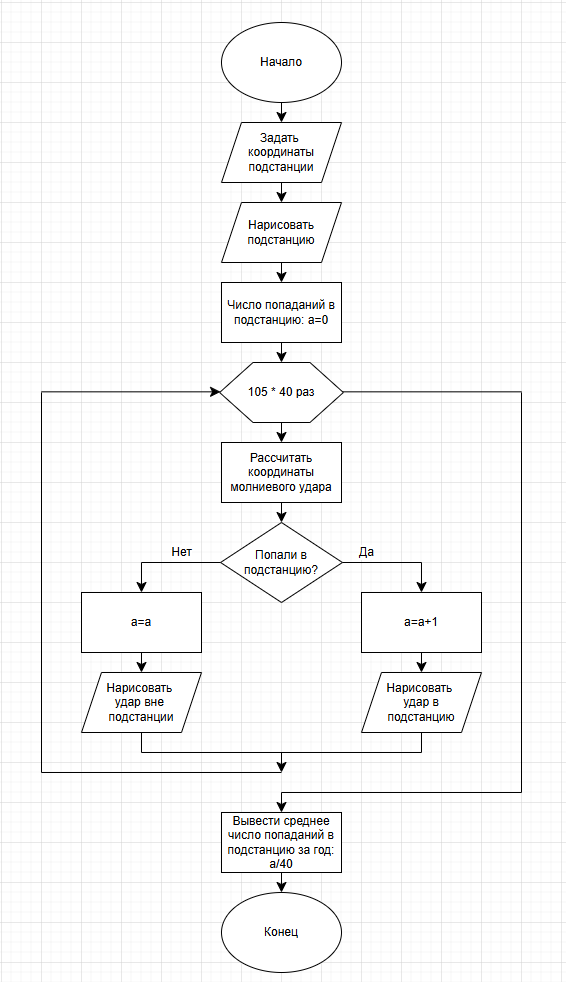 Начало
Задать
координаты
подстанции
Нарисовать
подстанцию
Число попаданий в
подстанцию: a=0
105 * 40 раз
Рассчитать
координаты
молниевого удара
Попали в
подстанцию?
Нет
Да
a=a
a=a+1
Нарисовать
удар вне
подстанции
Нарисовать
удар в
подстанцию
Вывести среднее
число попаданий в
подстанцию за год:
a/40
Конец